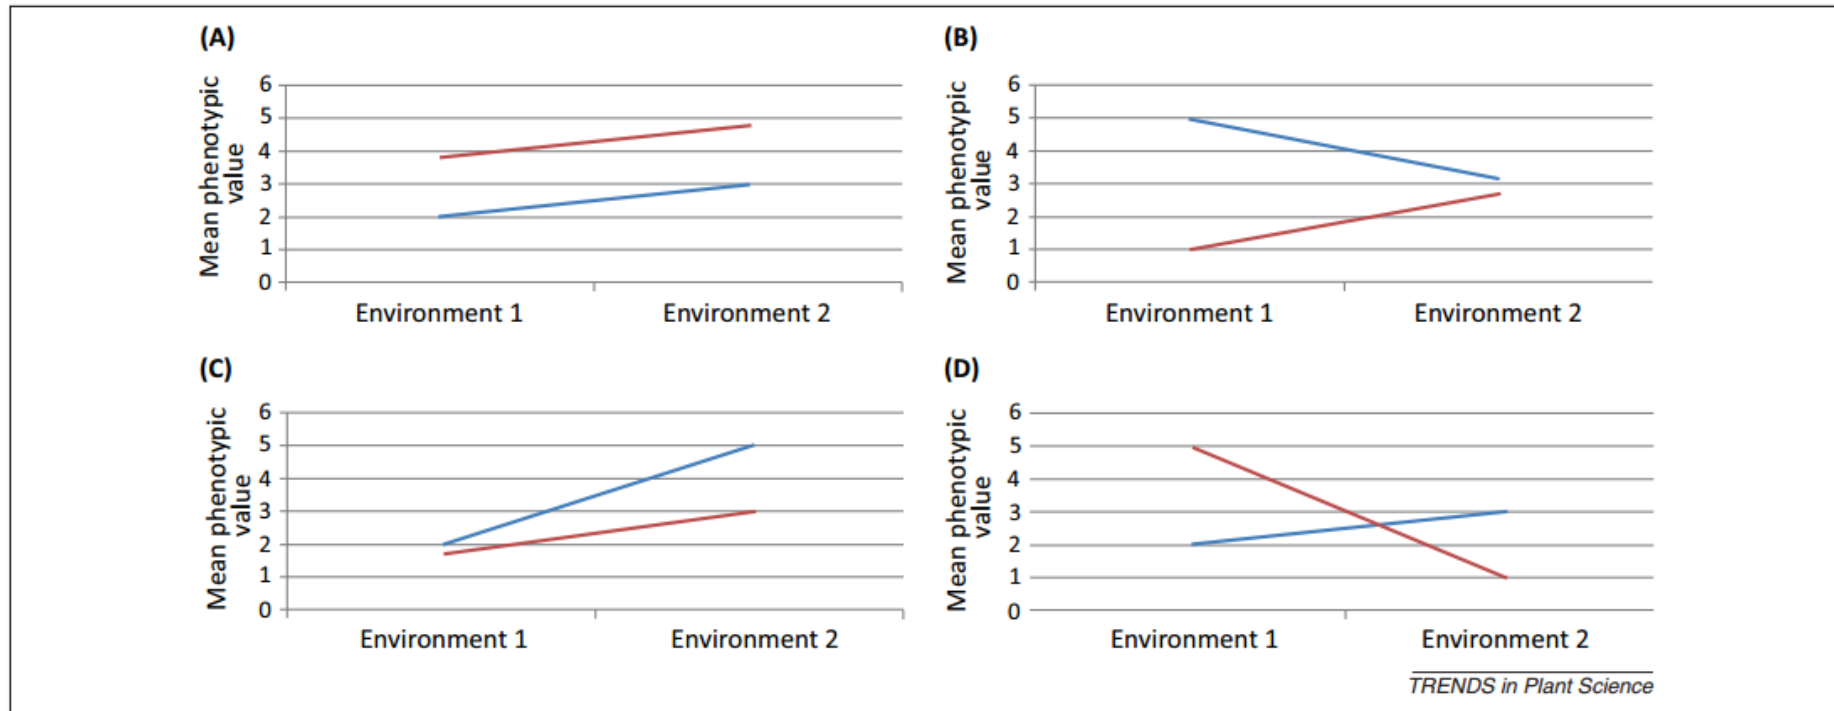 (A)
Mean phenotypic
value
6
5
4
3
2
1
0
Environment 1 Environment 2
(B)
Mean phenotypic
value
6
5
4
3
2
1
0
Environment 1 Environment 2
(C)
Mean phenotypic
value
6
5
4
3
2
1
0
Environment 1 Environment 2
(D)
Mean phenotypic
value
6
5
4
3
2
1
0
Environment 1 Environment 2
TRENDS in Plant Science